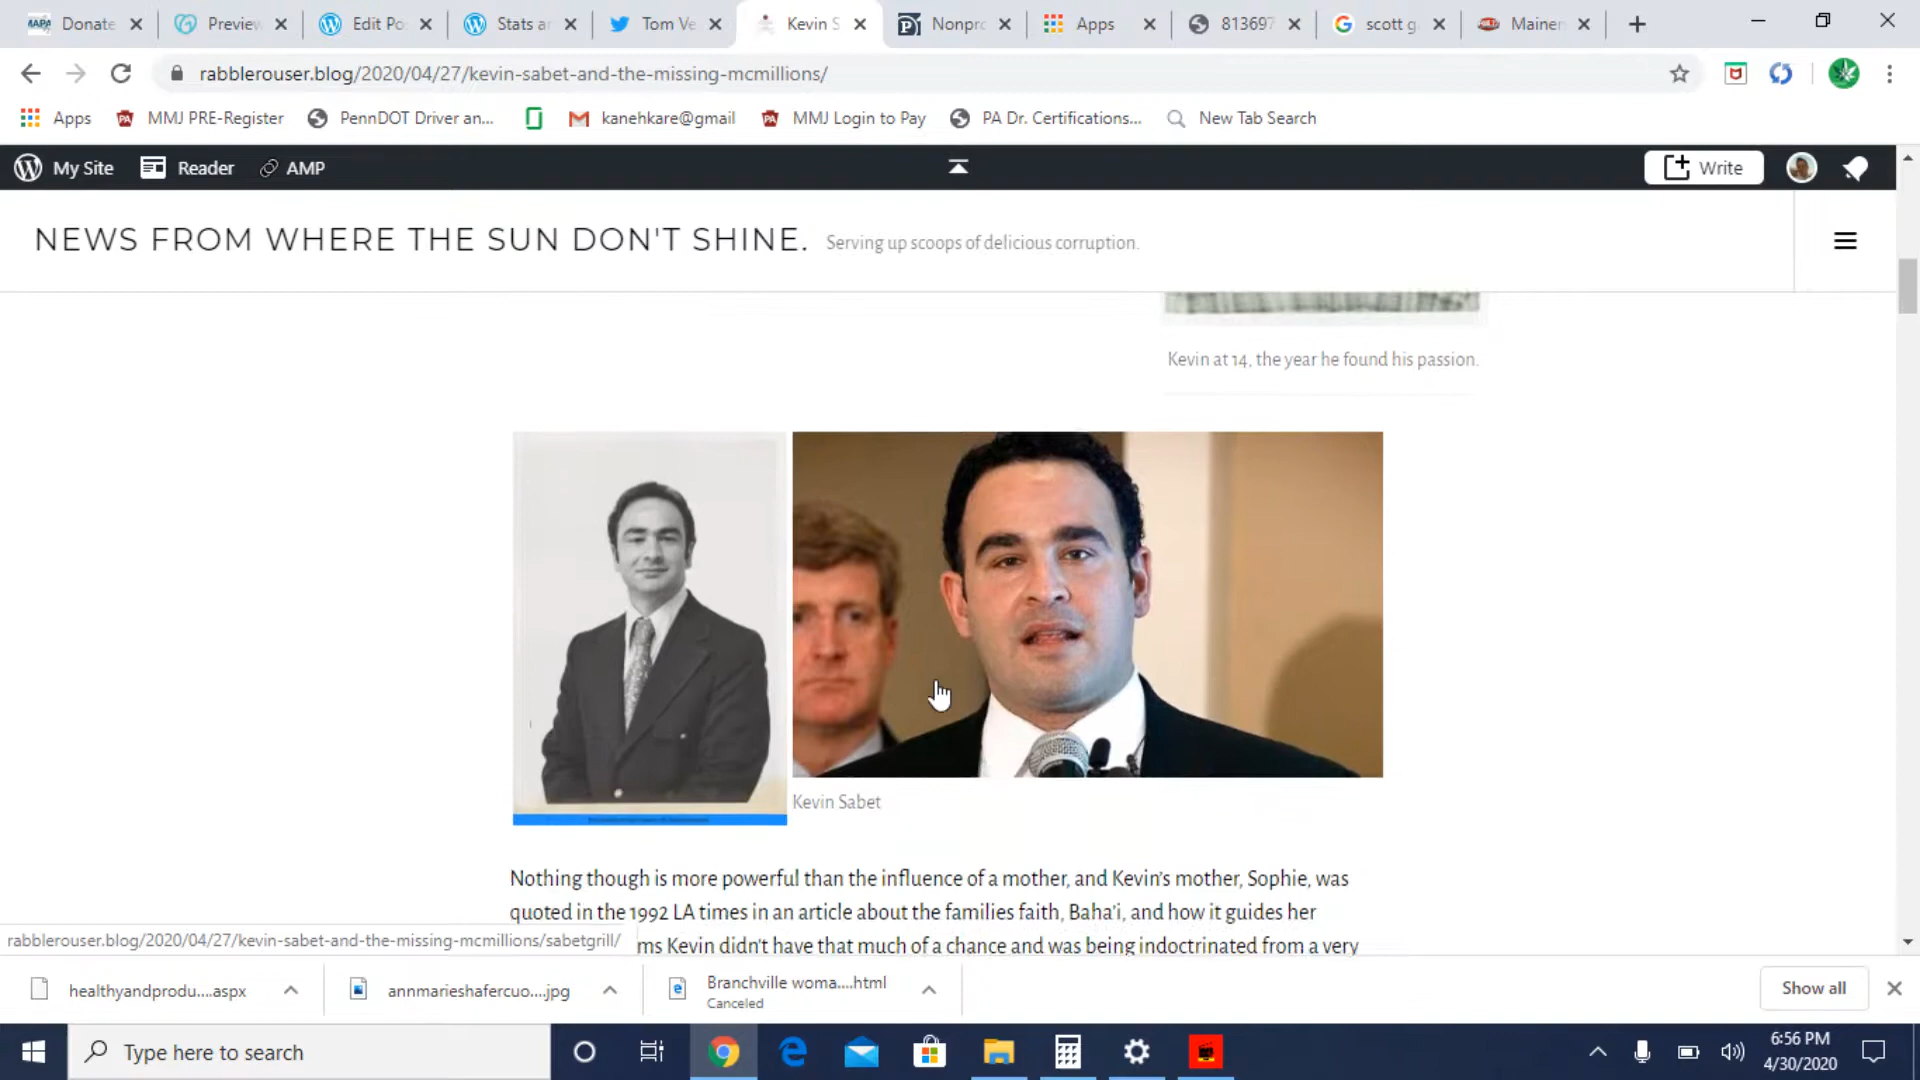 Donate
Preview
Edit Po
Stats an
Tom Ve
Kevin S
Nonpro
Apps
813697
scott g
Mainer
rabblerouser.blog/2020/04/27/kevin-sabet-and-the-missing-mcmillions/
Apps
MMJ PRE-Register
PennDOT Driver an...
kanehkare@gmail
MMJ Login to Pay
PA Dr. Certifications...
New Tab Search
My Site
Reader
AMP
Write
NEWS FROM WHERE THE SUN DON'T SHINE.
Serving up scoops of delicious corruption.
Kevin at 14, the year he found his passion.
Kevin Sabet
Nothing though is more powerful than the influence of a mother, and Kevin's mother, Sophie, was
quoted in the 1992 LA times in an article about the families faith, Baha'i, and how it guides her
ms Kevin didn't have that much of a chance and was being indoctrinated from a very
rabblerouser.blog/2020/04/27/kevin-sabet-and-the-missing-mcmillions/sabetgrill/
healthyandprodu....aspx
annmarieshafercuo....jpg
Branchville woma....html
Canceled
Show all
Type here to search
6:56 PM
4/30/2020